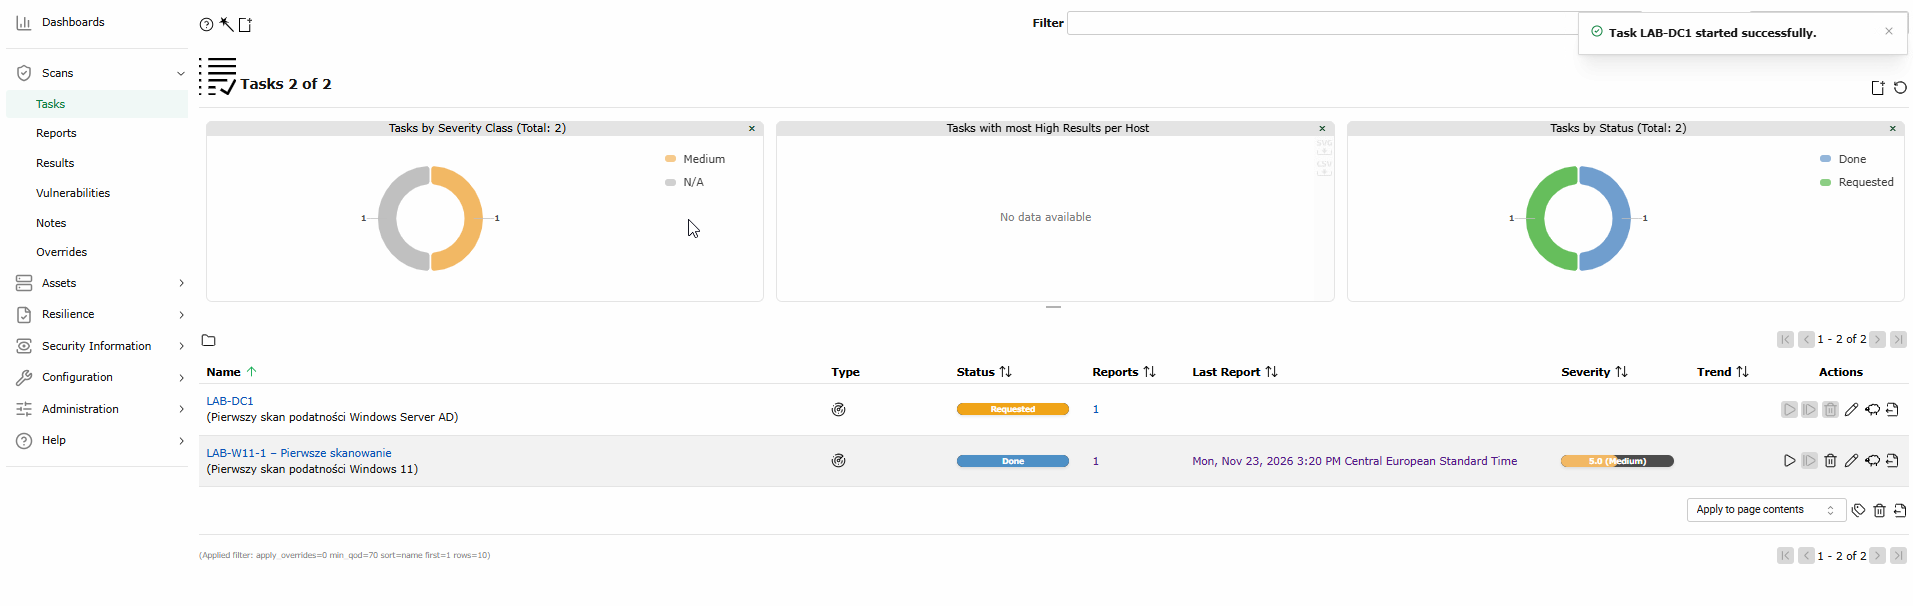 Dashboards
Filter
Task LAB-DC1 started successfully.
Scans
Tasks
Reports
Results
Vulnerabilities
Notes
Overrides
Assets
Resilience
Security Information
Configuration
Administration
Help
Tasks 2 of 2
Tasks by Severity Class (Total: 2)
Medium
N/A
1
1
Tasks with most High Results per Host
SVG
CSV
No data available
Tasks by Status (Total: 2)
Done
Requested
1
1
1 - 2 of 2
Name Type Status Reports Last Report Severity Trend Actions
LAB-DC1 Requested 1
(Pierwszy skan podatności Windows Server AD)
LAB-W11-1 – Pierwsze skanowanie Done 1 Mon, Nov 23, 2026 3:20 PM Central European Standard Time 5.0 (Medium)
(Pierwszy skan podatności Windows 11)
Apply to page contents
(Applied filter: apply_overrides=0 min_qod=70 sort=name first=1 rows=10)
1 - 2 of 2